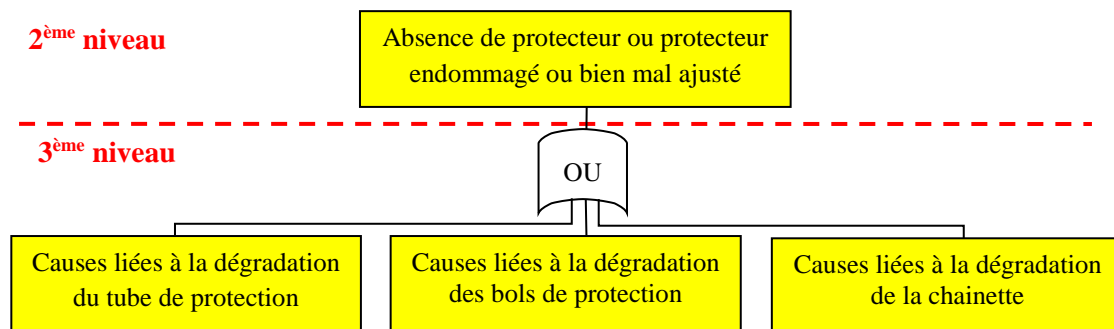 2ème niveau
Absence de protecteur ou protecteur
endommagé ou bien mal ajusté
3ème niveau
OU
Causes liées à la dégradation
du tube de protection
Causes liées à la dégradation
des bols de protection
Causes liées à la dégradation
de la chainette